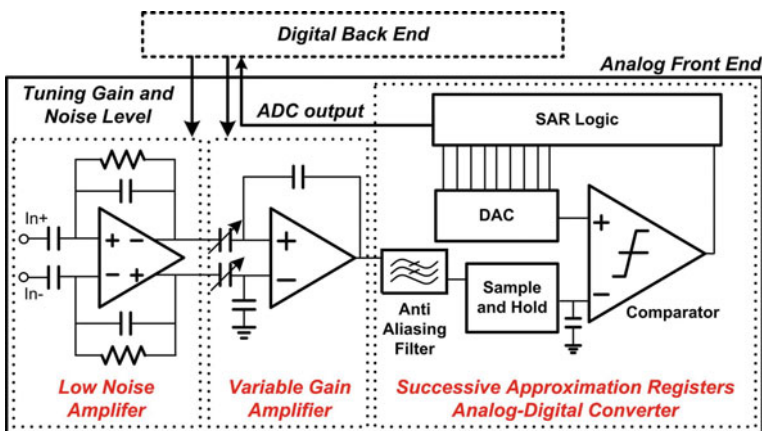 Digital Back End
Analog Front End
Tuning Gain and
Noise Level
ADC output
SAR Logic
DAC
In+
In-
+ −
− +
+
−
+
−
Anti
Aliasing
Filter
Sample
and Hold
Comparator
Low Noise
Amplifer
Variable Gain
Amplifier
Successive Approximation Registers
Analog-Digital Converter